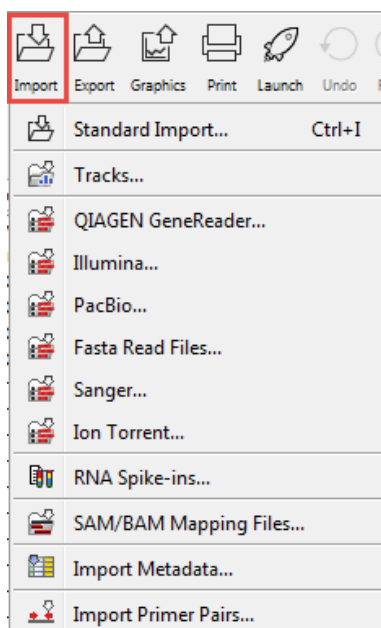 Import Export Graphics Print Launch Undo
Standard Import... Ctrl+I
Tracks...
QIAGEN GeneReader...
Illumina...
PacBio...
Fasta Read Files...
Sanger...
Ion Torrent...
RNA Spike-ins...
SAM/BAM Mapping Files...
Import Metadata...
Import Primer Pairs...